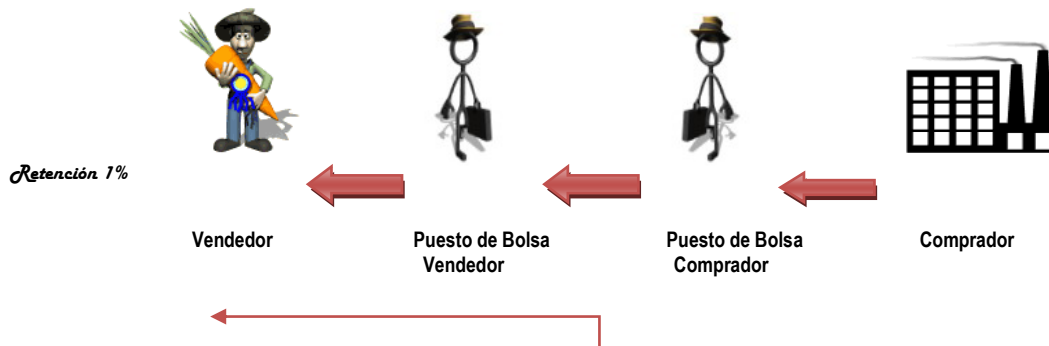 Retención 1%
Vendedor
Puesto de Bolsa
Vendedor
Puesto de Bolsa
Comprador
Comprador